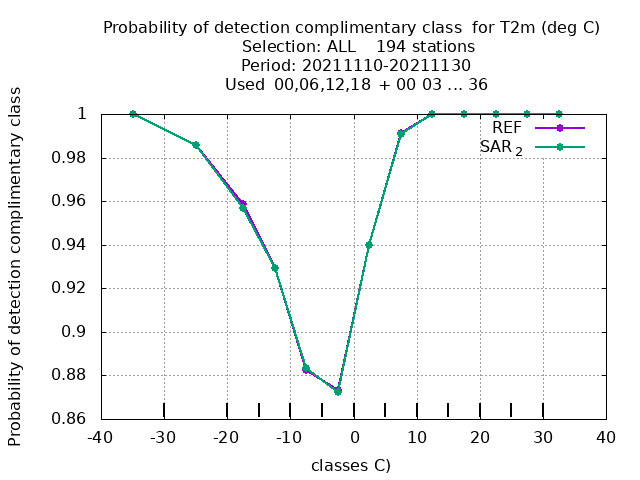 Probability of detection complimentary class for T2m (deg C)
Selection: ALL 194 stations
Period: 20211110-20211130
Used 00,06,12,18 + 00 03 ... 36
Probability of detection complimentary class
1
0.98
0.96
0.94
0.92
0.9
0.88
0.86
REF
SAR 2
-40 -30 -20 -10 0 10 20 30 40
classes C)